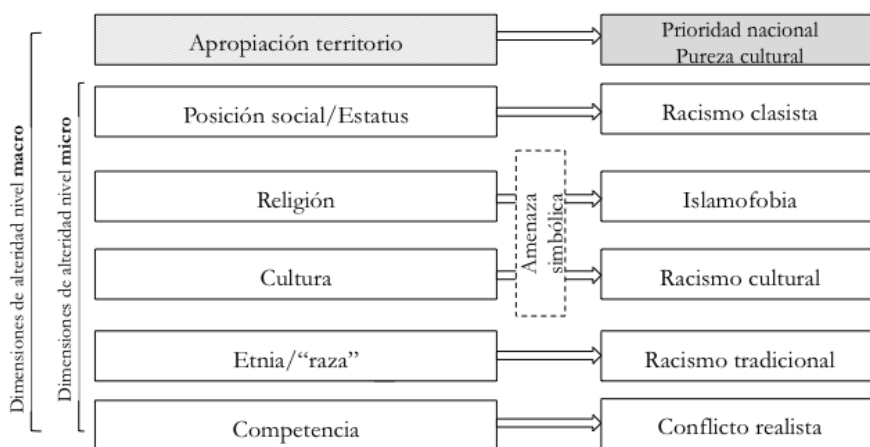 Dimensiones de alteridad nivel macro
Dimensiones de alteridad nivel micro
Apropiación territorio
Prioridad nacional
Pureza cultural
Posición social/Estatus
Racismo clasista
Religión
Amenaza
simbólica
Islamofobia
Cultura
Racismo cultural
Etnia/“raza”
Racismo tradicional
Competencia
Conflicto realista